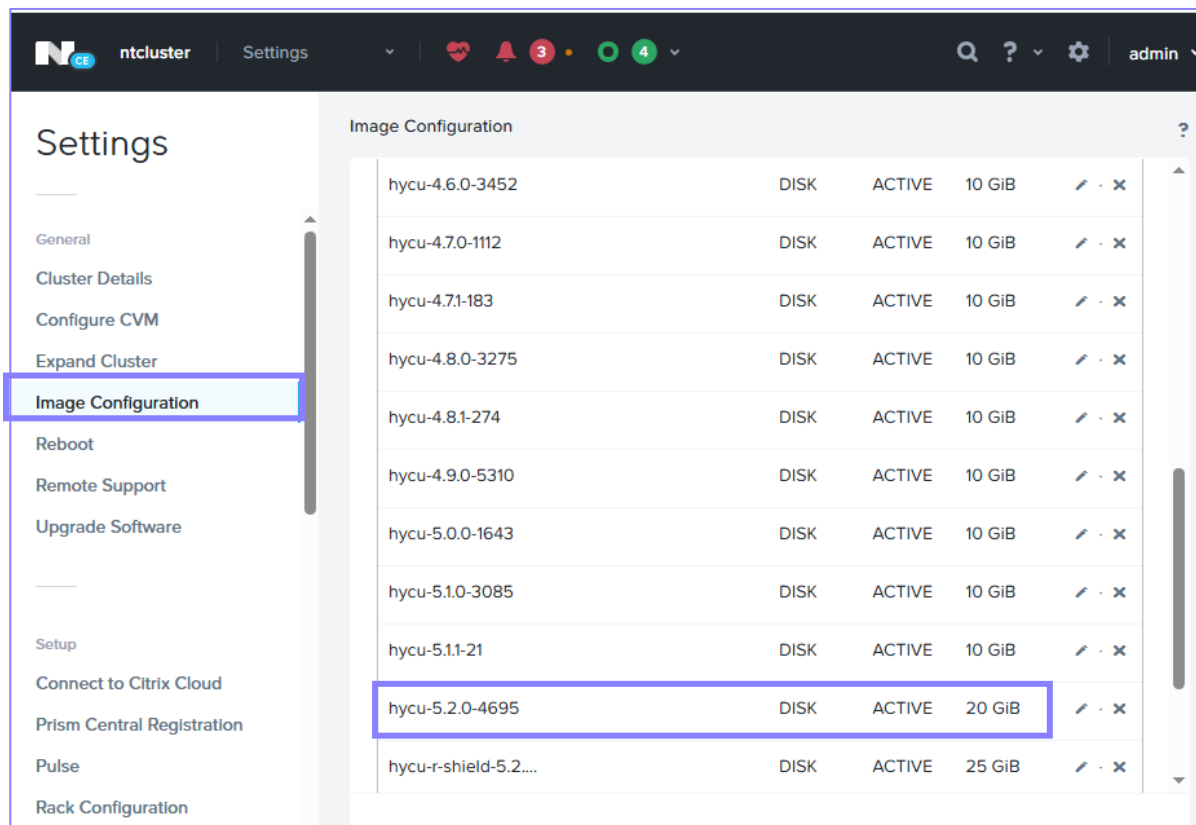 N CE ntcluster Settings 3 4 ? admin
Settings
General
Cluster Details
Configure CVM
Expand Cluster
Image Configuration
Reboot
Remote Support
Upgrade Software
Setup
Connect to Citrix Cloud
Prism Central Registration
Pulse
Rack Configuration
Image Configuration ?
hycu-4.6.0-3452 DISK ACTIVE 10 GiB
hycu-4.7.0-1112 DISK ACTIVE 10 GiB
hycu-4.7.1-183 DISK ACTIVE 10 GiB
hycu-4.8.0-3275 DISK ACTIVE 10 GiB
hycu-4.8.1-274 DISK ACTIVE 10 GiB
hycu-4.9.0-5310 DISK ACTIVE 10 GiB
hycu-5.0.0-1643 DISK ACTIVE 10 GiB
hycu-5.1.0-3085 DISK ACTIVE 10 GiB
hycu-5.1.1-21 DISK ACTIVE 10 GiB
hycu-5.2.0-4695 DISK ACTIVE 20 GiB
hycu-r-shield-5.2.... DISK ACTIVE 25 GiB